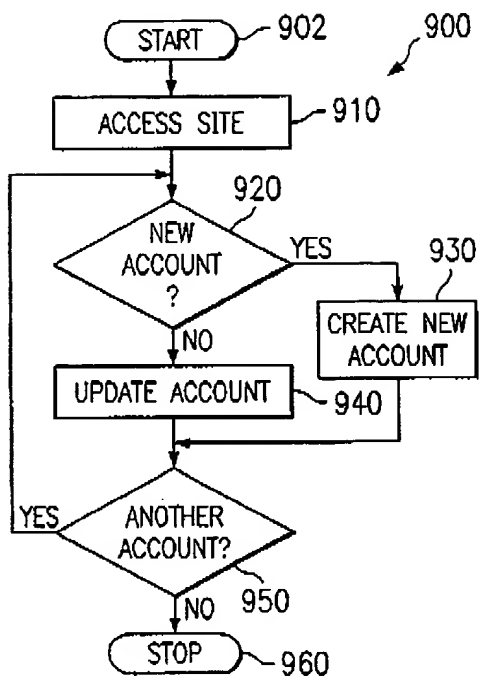 START
902
900
ACCESS SITE
910
920
NEW
ACCOUNT
?
YES
930
CREATE NEW
ACCOUNT
NO
UPDATE ACCOUNT
940
YES
ANOTHER
ACCOUNT?
950
NO
STOP
960